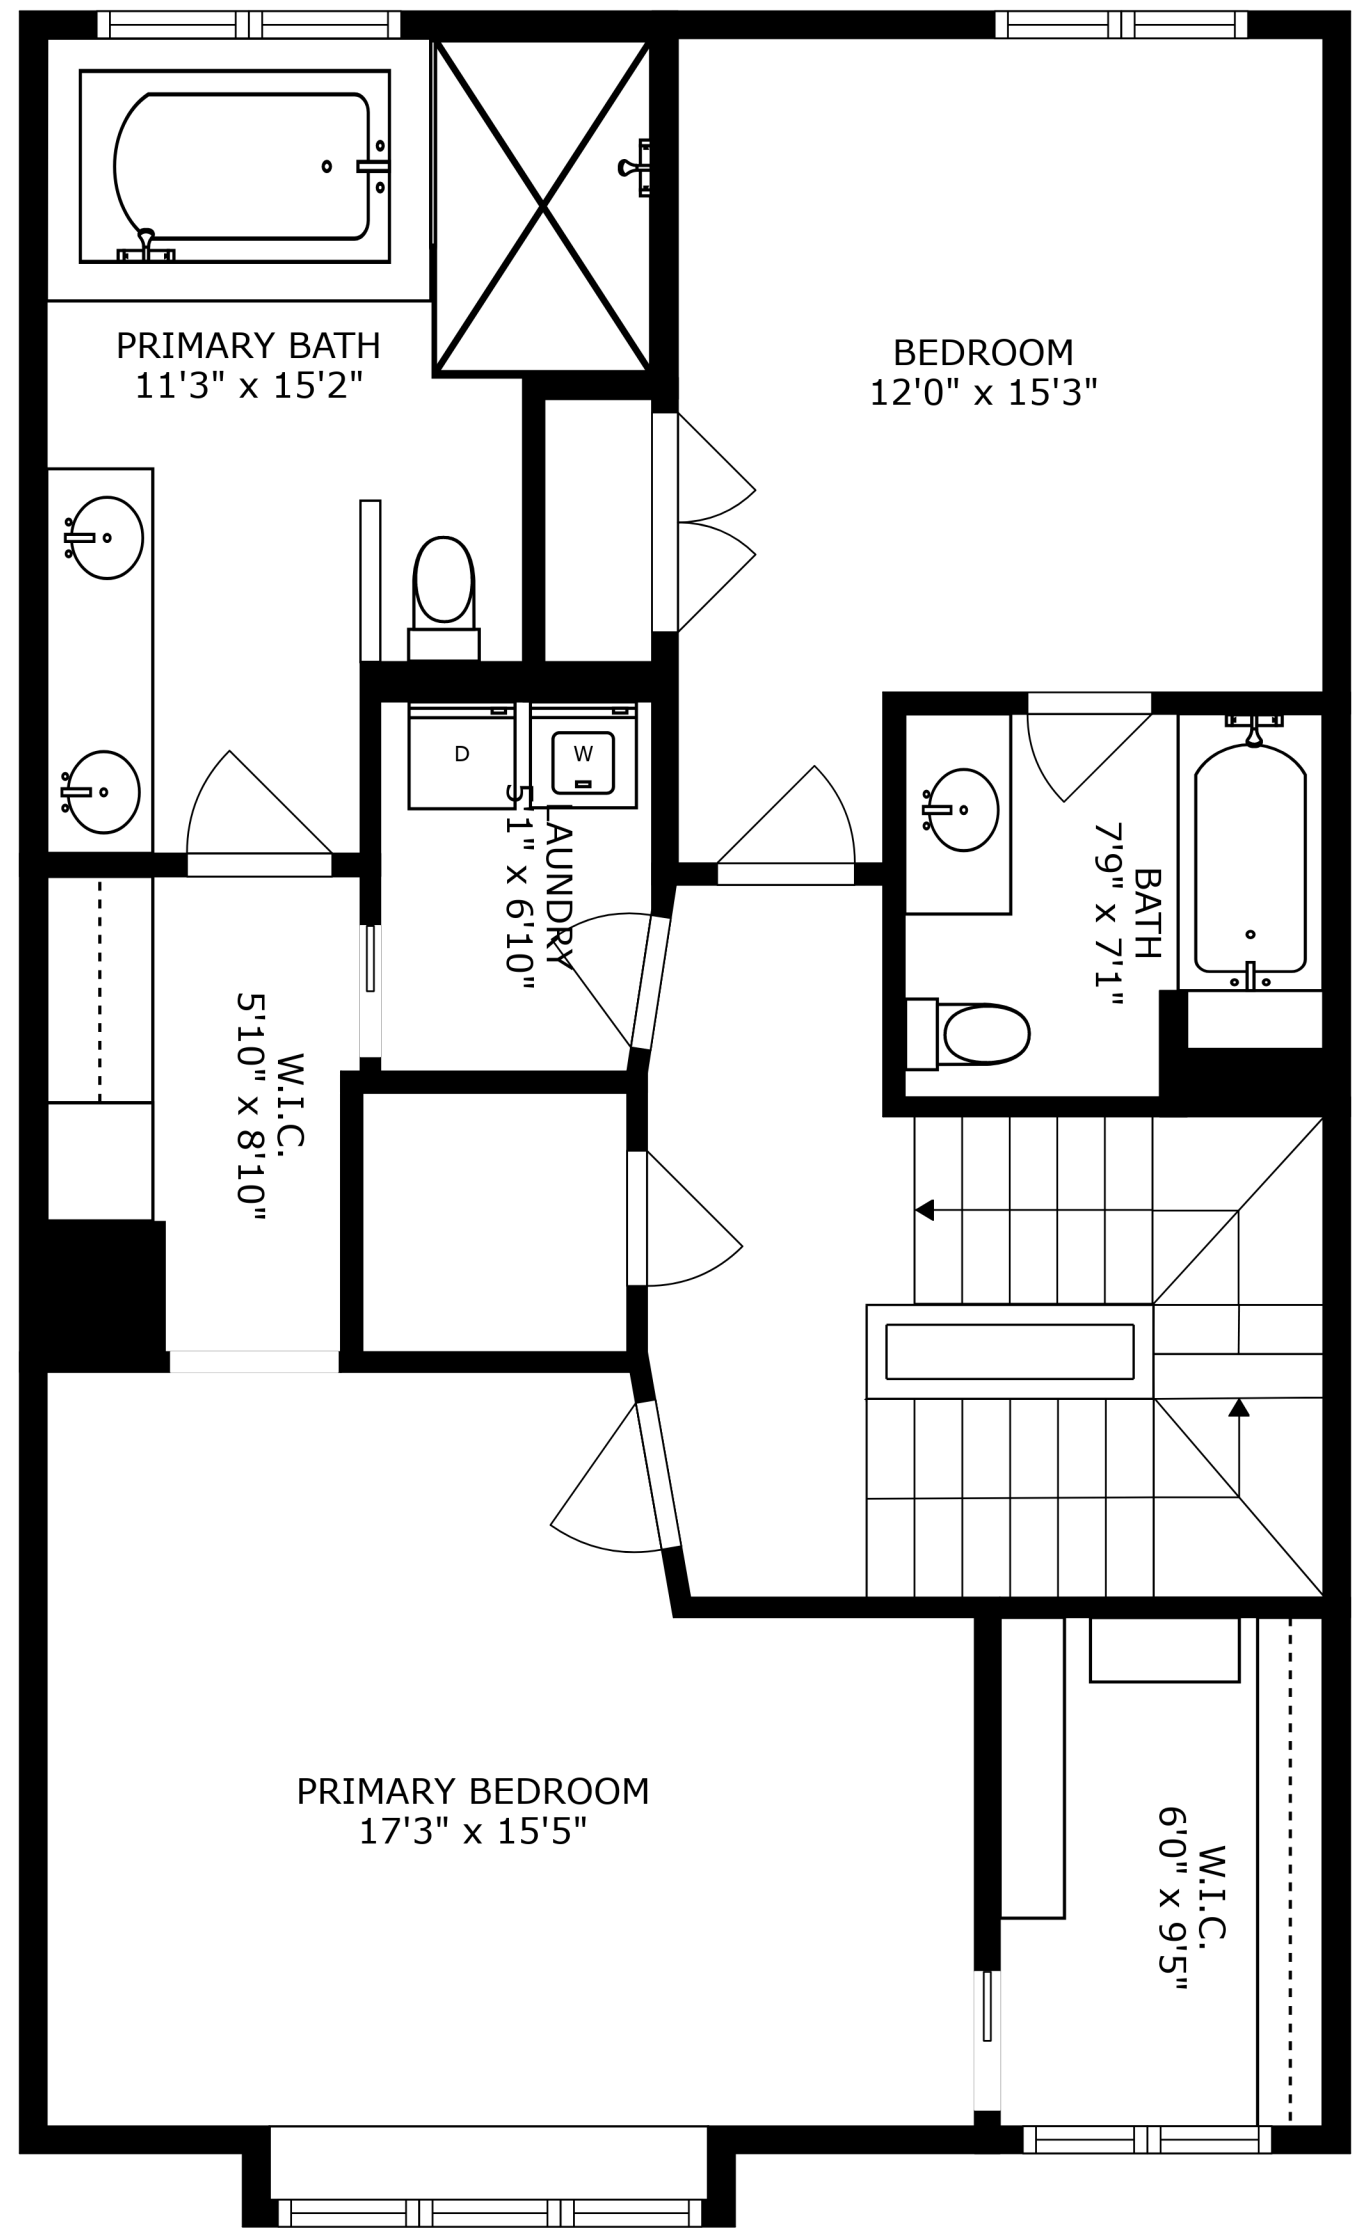 PRIMARY BATH
11'3" x 15'2"
BEDROOM
12'0" x 15'3"
D
W
LAUNDRY
5'1" x 6'10"
BATH
7'9" x 7'1"
W.I.C.
5'10" x 8'10"
PRIMARY BEDROOM
17'3" x 15'5"
W.I.C.
6'0" x 9'5"